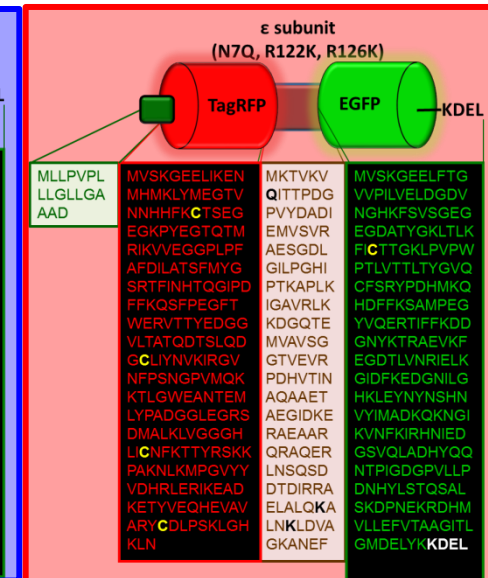 ε subunit
(N7Q, R122K, R126K)
TagRFP
EGFP
KDEL
MLLPVPL
LLGLLGA
AAD
MVSKGEELIKEN
MHMKLYMEGTV
NNHHFKCTSEG
EGKPYEGTQTM
RIKVVEGGPLPF
AFDILATSFMYG
SRTFINHTQGIPD
FFKQSFPEGFT
WERVTTYEDGG
VLTATQDTSLQD
GCLIYNVKIRGV
NFPSNGPVMQK
KTLGWEANTEM
LYPADGGLEGRS
DMALKLVGGGH
LICNFKTTYRSKK
PAKNLKMPGVYY
VDHRLERIKEAD
KETYVEQHEVAV
ARYCDLPSKLGH
KLN
MKTVKV
QITTPDG
PVYDADI
EMVSVR
AESGDL
GILPGHI
PTKAPLK
IGAVRLK
KDGQTE
MVAVSG
GTVEVR
PDHVTIN
AQAAET
AEGIDKE
RAEAAR
QRAQER
LNSQSD
DTDIRRA
ELALQKA
LNKLDVA
GKANEF
MVSKGEELFTG
VVPILVELDGDV
NGHKFSVSGEG
EGDATYGKLTLK
FICTTGKLPVPW
PTLVTTLTYGVQ
CFSRYPDHMKQ
HDFFKSAMPEG
YVQERTIFFKDD
GNYKTRAEVKF
EGDTLVNRIELK
GIDFKEDGNILG
HKLEYNYNSHN
VYIMADKQKNGI
KVNFKIRHNIED
GSVQLADHYQQ
NTPIGDGPVLLP
DNHYLSTQSAL
SKDPNEKRDHM
VLLEFVTAAGITL
GMDELYKKDEL